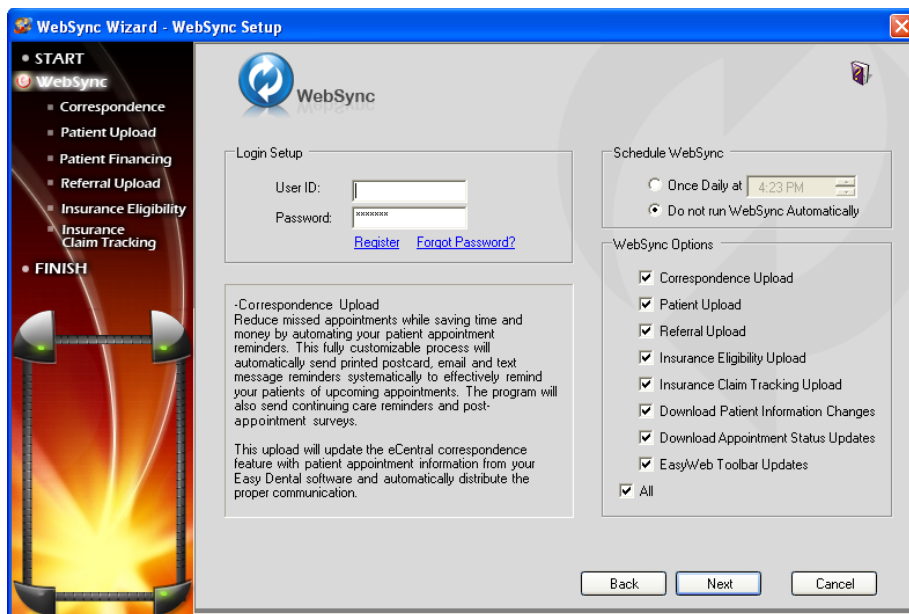 WebSync Wizard - WebSync Setup
START
WebSync
Correspondence
Patient Upload
Patient Financing
Referral Upload
Insurance Eligibility
Insurance
Claim Tracking
FINISH
WebSync
Login Setup
User ID:
Password:
*******
Register Forgot Password?
-Correspondence Upload
Reduce missed appointments while saving time and
money by automating your patient appointment
reminders. This fully customizable process will
automatically send printed postcard, email and text
message reminders systematically to effectively remind
your patients of upcoming appointments. The program will
also send continuing care reminders and post-
appointment surveys.
This upload will update the eCentral correspondence
feature with patient appointment information from your
Easy Dental software and automatically distribute the
proper communication.
Schedule WebSync
Once Daily at 4:23 PM
Do not run WebSync Automatically
WebSync Options
Correspondence Upload
Patient Upload
Referral Upload
Insurance Eligibility Upload
Insurance Claim Tracking Upload
Download Patient Information Changes
Download Appointment Status Updates
EasyWeb Toolbar Updates
All
Back Next Cancel